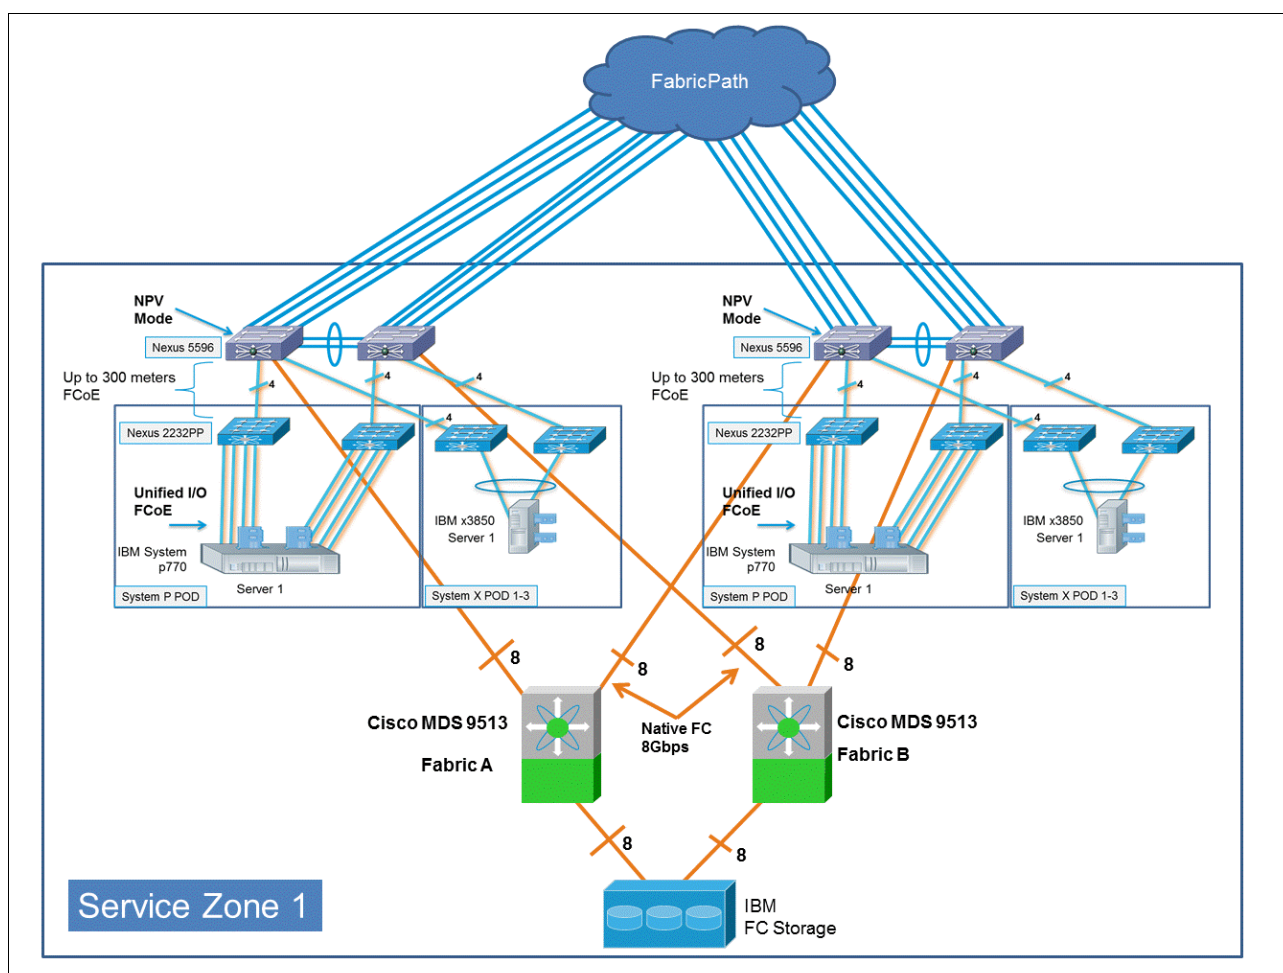 FabricPath
NPV
Mode
Nexus 5596
Up to 300 meters
FCoE
4
4
4
4
Nexus 2232PP
Unified I/O
FCoE
IBM System
p770
Server 1
System P POD
IBM x3850
Server 1
System X POD 1-3
NPV
Mode
Nexus 5596
Up to 300 meters
FCoE
4
4
4
4
Nexus 2232PP
Unified I/O
FCoE
IBM System
p770
Server 1
System P POD
IBM x3850
Server 1
System X POD 1-3
8
8
8
8
Cisco MDS 9513
Fabric A
Native FC
8Gbps
Cisco MDS 9513
Fabric B
8
8
IBM
FC Storage
Service Zone 1